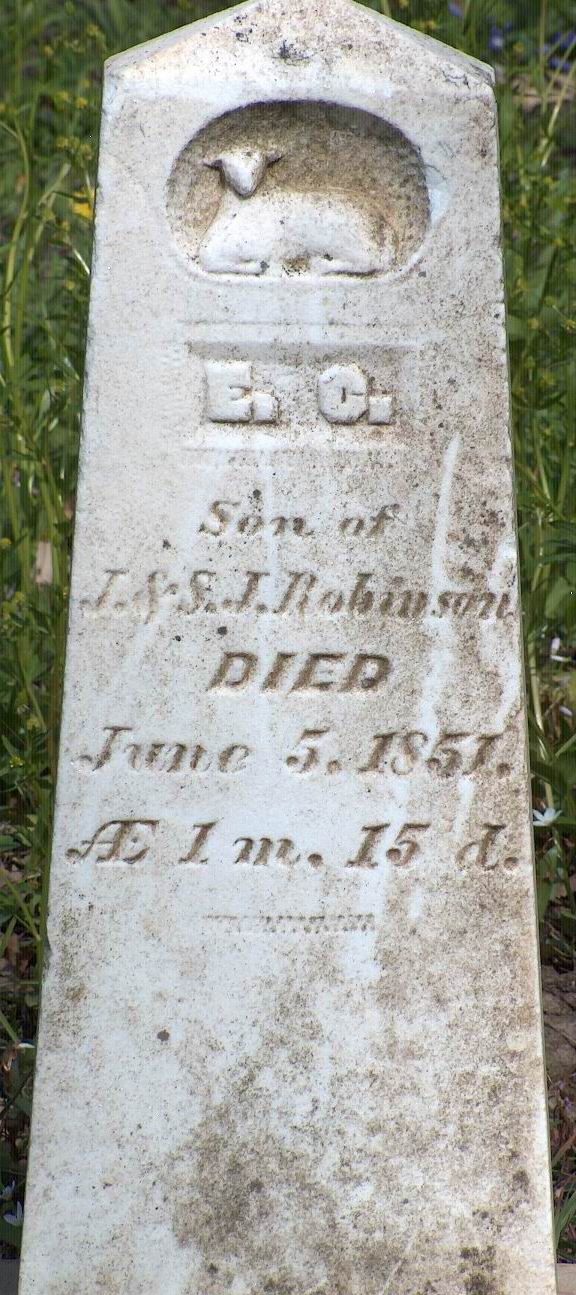 E. C.
Son of
J. & S. J. Robinson
DIED
June 5. 1851.
Æ 1 m. 15 d.